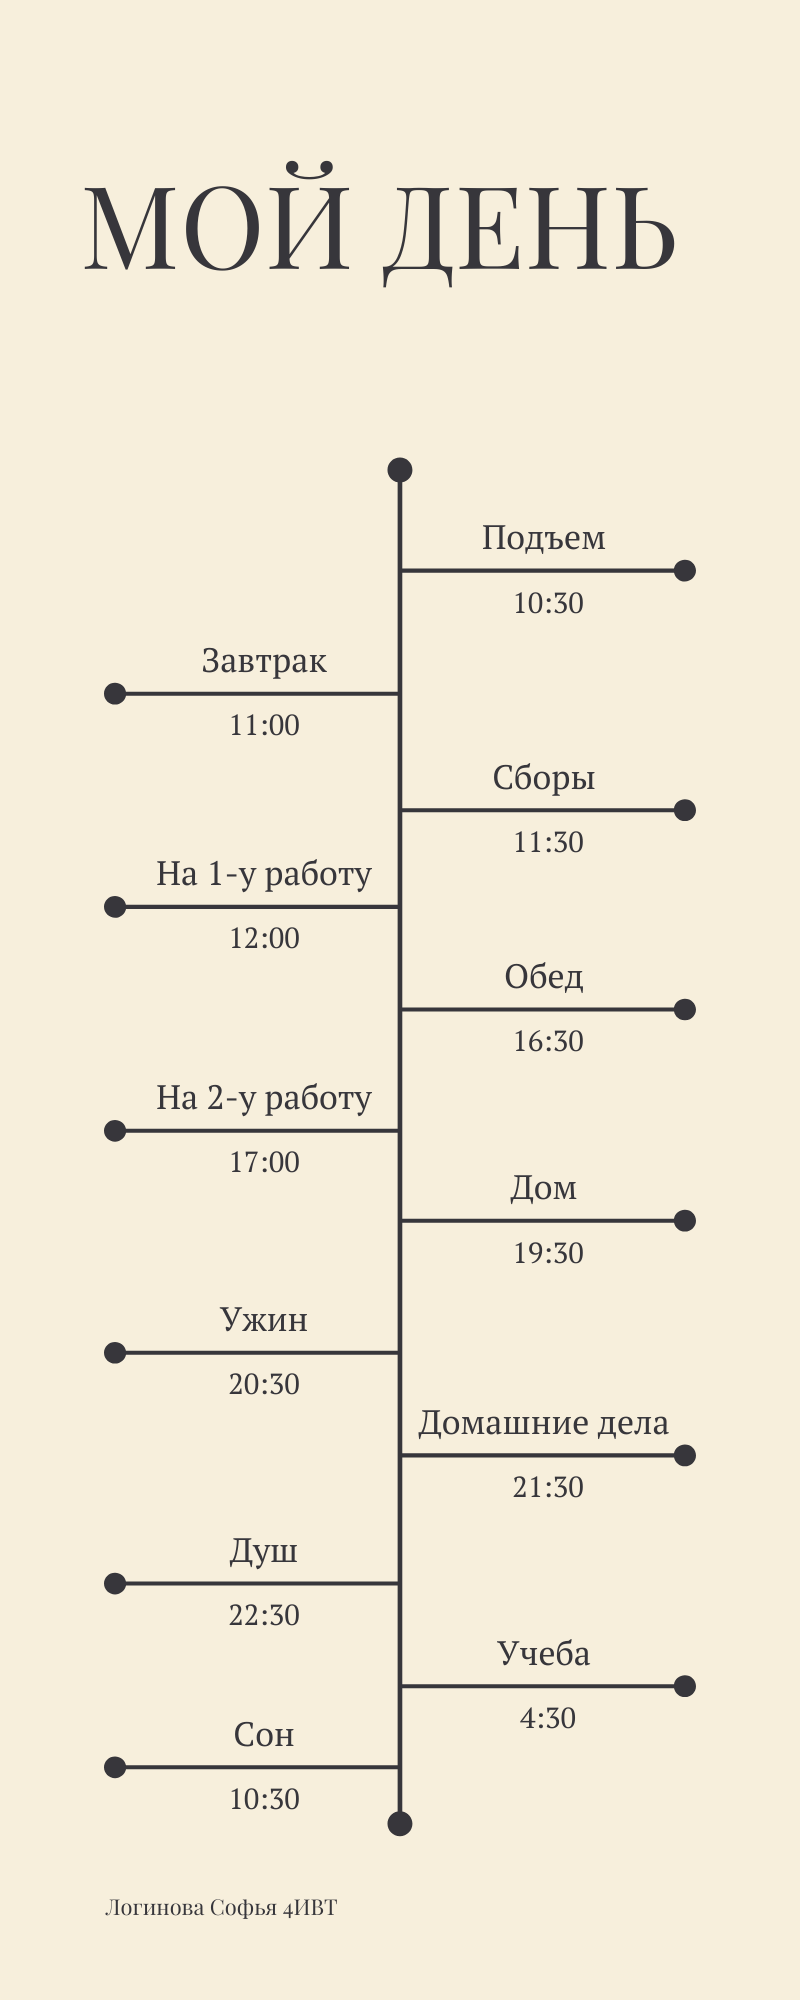 МОЙ ДЕНЬ
Подъем
10:30
Завтрак
11:00
Сборы
11:30
На 1-у работу
12:00
Обед
16:30
На 2-у работу
17:00
Дом
19:30
Ужин
20:30
Домашние дела
21:30
Душ
22:30
Учеба
4:30
Сон
10:30
Логинова Софья 4ИВТ